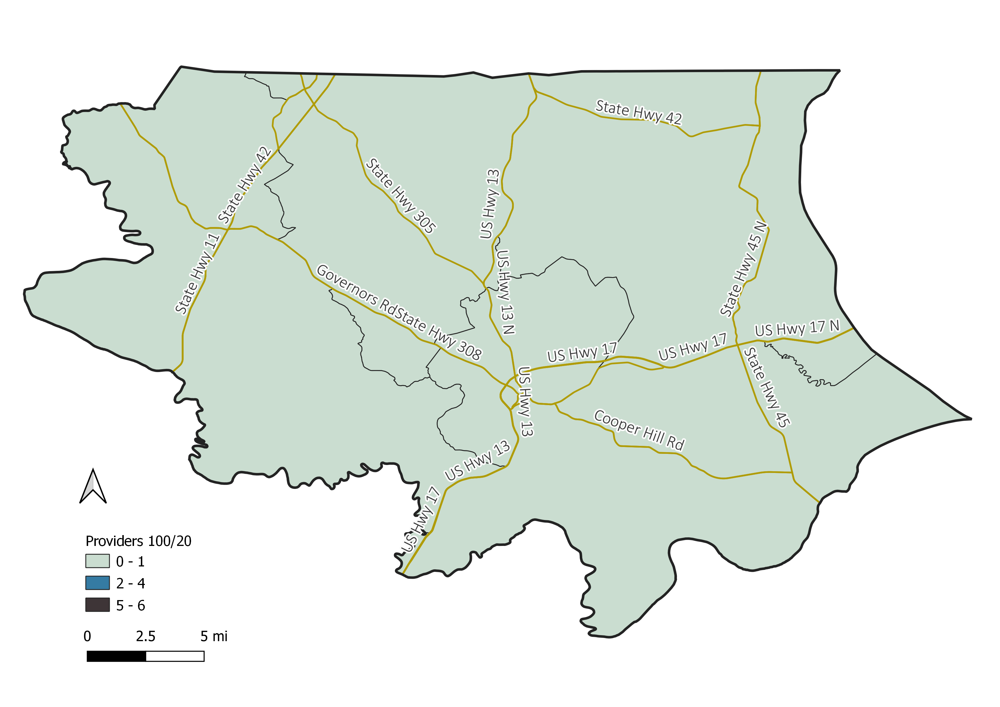 State Hwy 42
State Hwy 42
State Hwy 305
US Hwy 13
State Hwy 11
State Hwy 45 N
US Hwy 13 N
Governors Rd
State Hwy 308
US Hwy 17 N
US Hwy 17
US Hwy 17
State Hwy 45
US Hwy 13
Cooper Hill Rd
US Hwy 13
US Hwy 17
Providers 100/20
0 - 1
2 - 4
5 - 6
0 2.5 5 mi